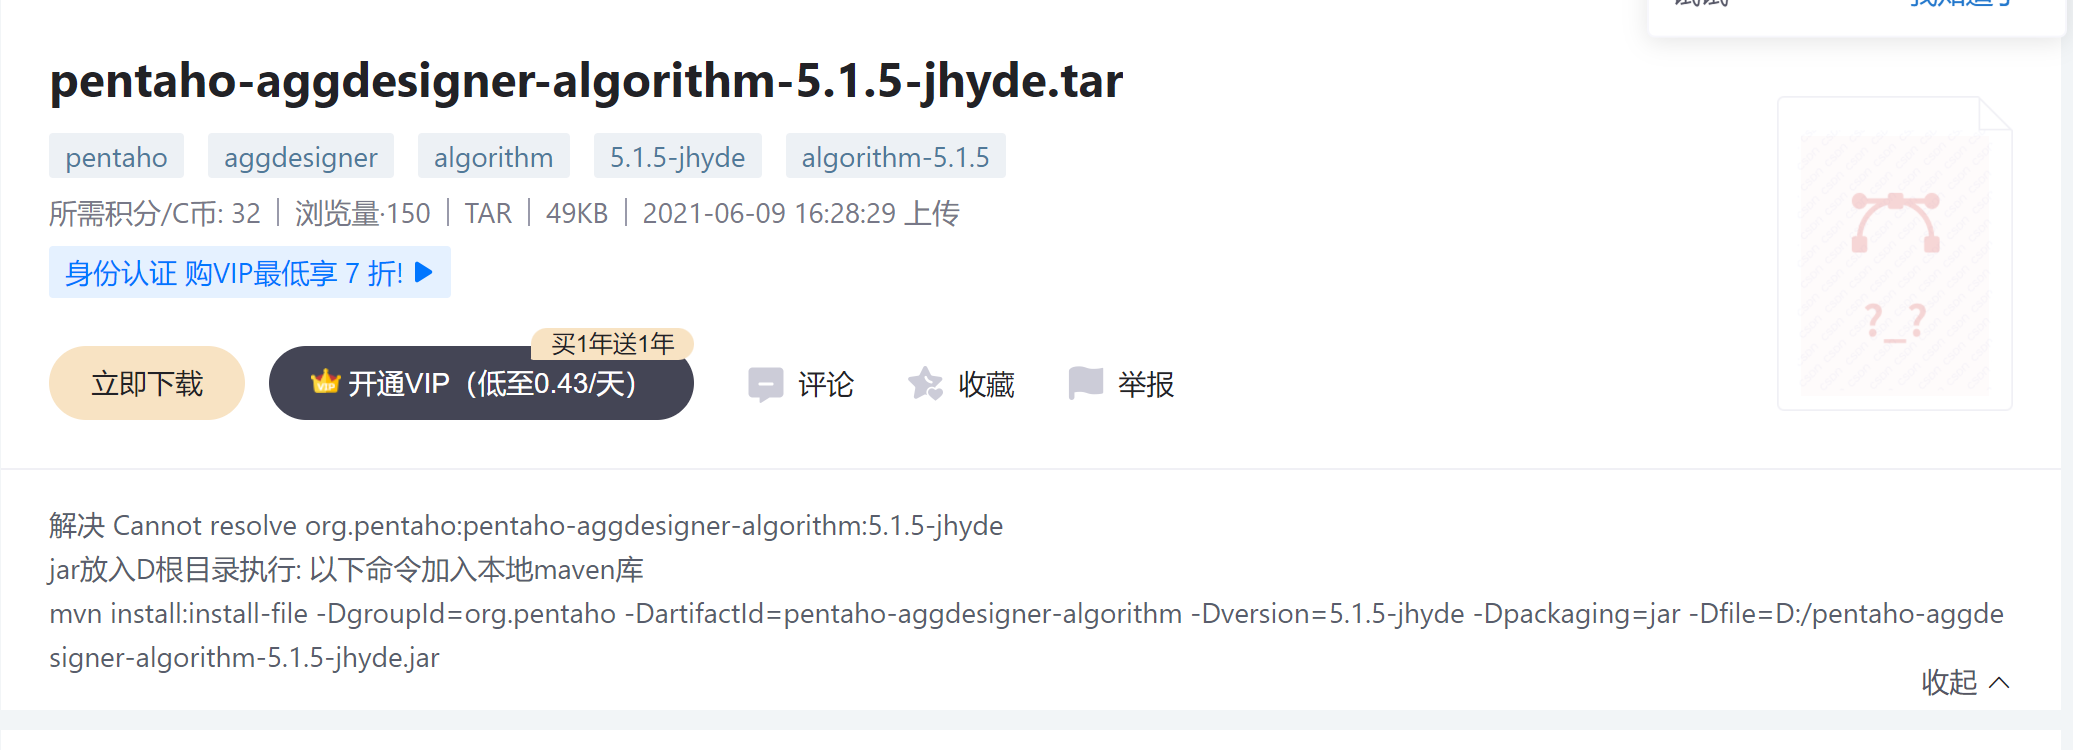 pentaho-aggdesigner-algorithm-5.1.5-jhyde.tar
pentaho aggdesigner algorithm 5.1.5-jhyde algorithm-5.1.5
所需积分/C币: 32 | 浏览量·150 | TAR | 49KB | 2021-06-09 16:28:29 上传
身份认证 购VIP最低享 7 折!
买1年送1年
立即下载 开通VIP（低至0.43/天） 评论 收藏 举报
?_?
解决 Cannot resolve org.pentaho:pentaho-aggdesigner-algorithm:5.1.5-jhyde
jar放入D根目录执行: 以下命令加入本地maven库
mvn install:install-file -DgroupId=org.pentaho -DartifactId=pentaho-aggdesigner-algorithm -Dversion=5.1.5-jhyde -Dpackaging=jar -Dfile=D:/pentaho-aggde
signer-algorithm-5.1.5-jhyde.jar
收起